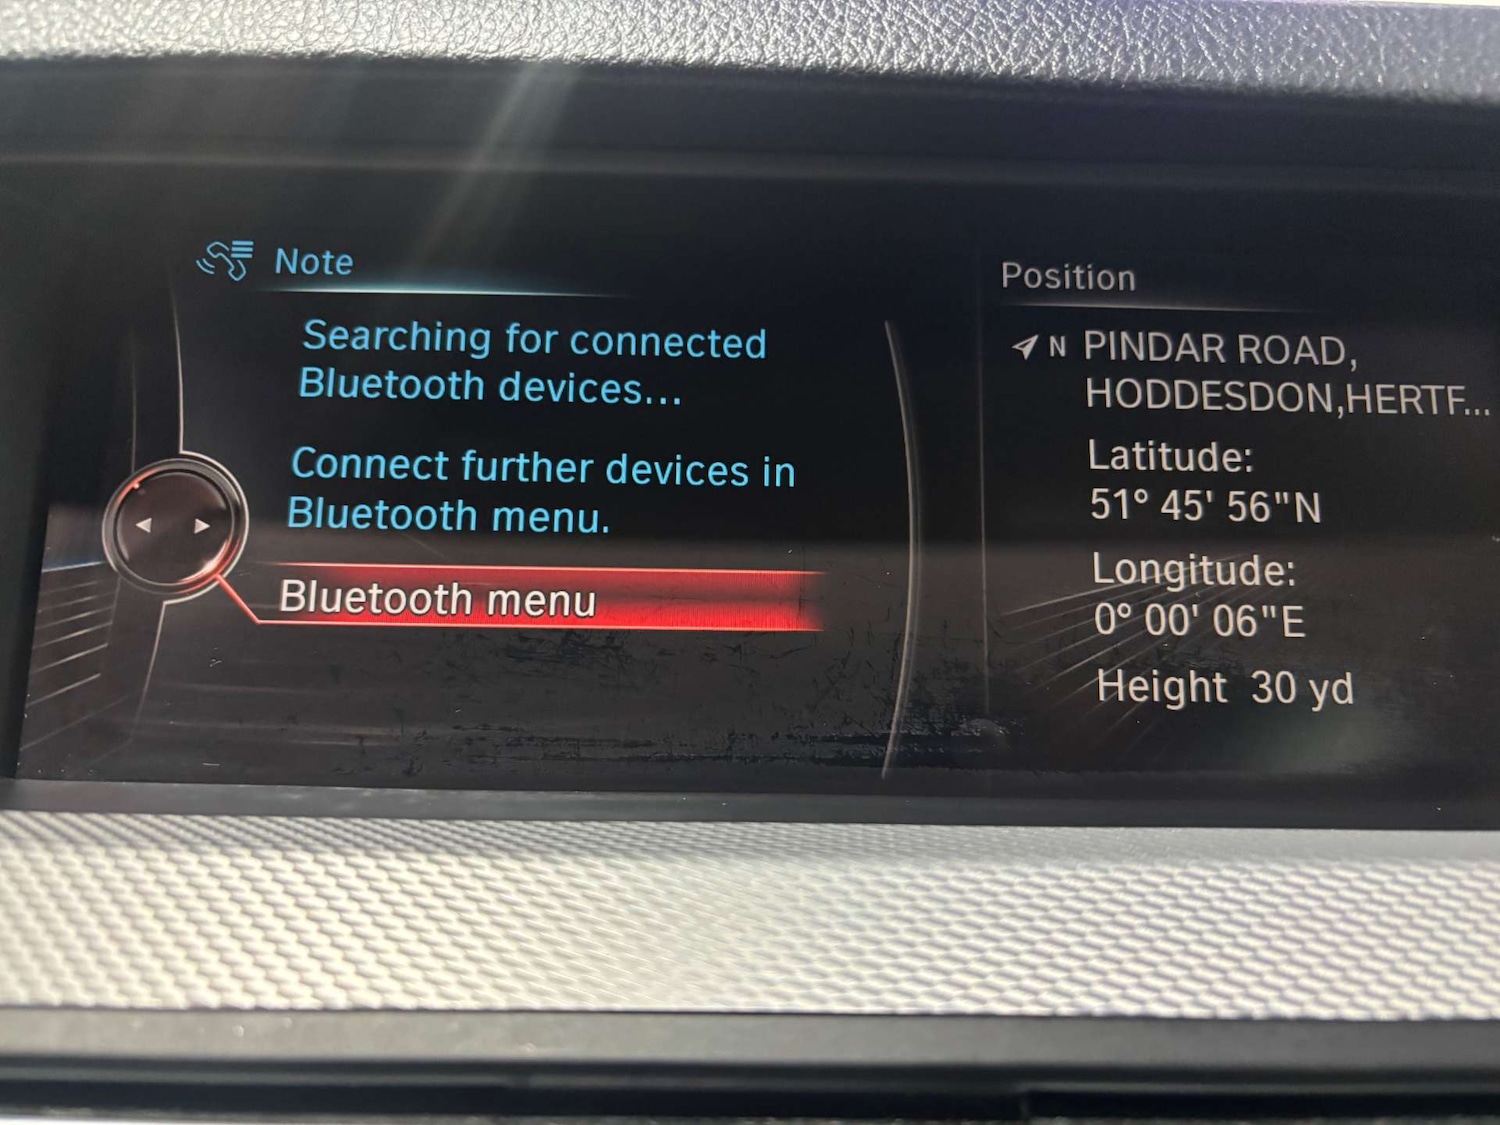 Note
Searching for connected
Bluetooth devices...
Connect further devices in
Bluetooth menu.
Bluetooth menu
Position
N PINDAR ROAD,
HODDESDON,HERTF...
Latitude:
51° 45' 56"N
Longitude:
0° 00' 06"E
Height 30 yd